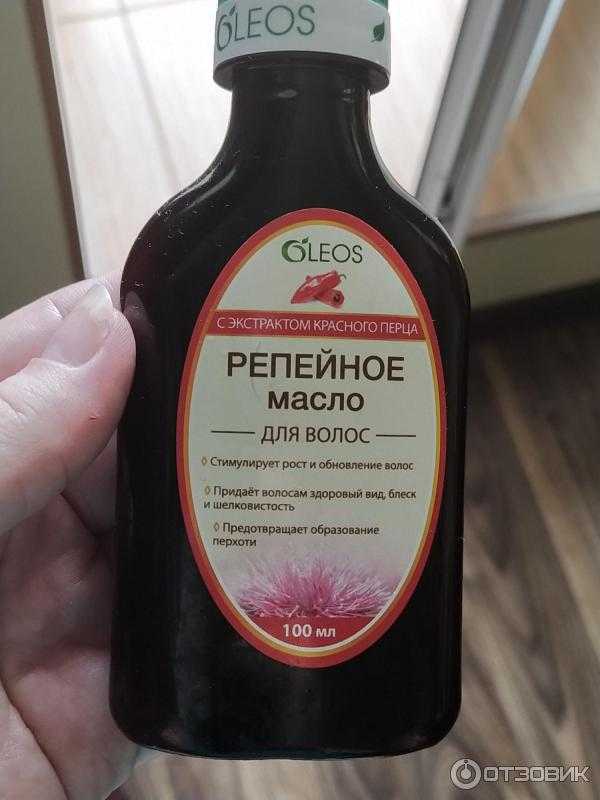 OLEOS
OLEOS
С ЭКСТРАКТОМ КРАСНОГО ПЕРЦА
РЕПЕЙНОЕ
масло
ДЛЯ ВОЛОС
Стимулирует рост и обновление волос
Придаёт волосам здоровый вид, блеск
и шелковистость
Предотвращает образование
перхоти
100 мл
ОТЗОВИК